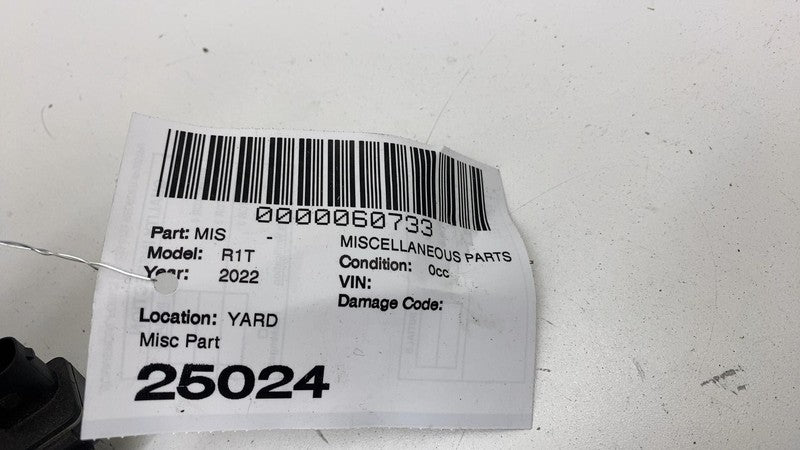 0000060733
Part: MIS - MISCELLANEOUS PARTS
Model: R1T Condition: 0cc
Year: 2022 VIN:
Damage Code:
Location: YARD
Misc Part
25024